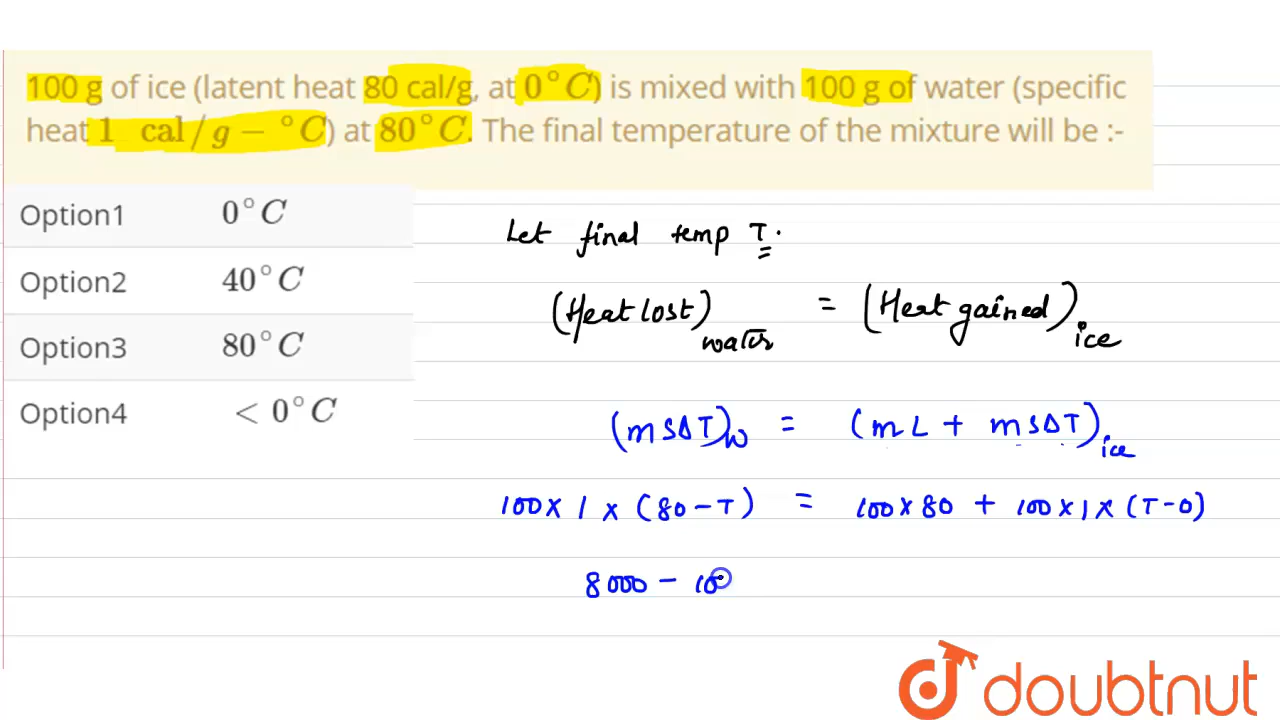 100 g of ice (latent heat 80 cal/g, at 0°C) is mixed with 100 g of water (specific
heat 1 cal/g − °C) at 80°C. The final temperature of the mixture will be :-
Option1 0°C
Option2 40°C
Option3 80°C
Option4 < 0°C
Let final temp T.
(Heat lost)water = (Heat gained)ice
(m s Δ T)w = (m L + m s Δ T)ice
100 × 1 × (80 − T) = 100 × 80 + 100 × 1 × (T − 0)
8000 − 10
doubtnut